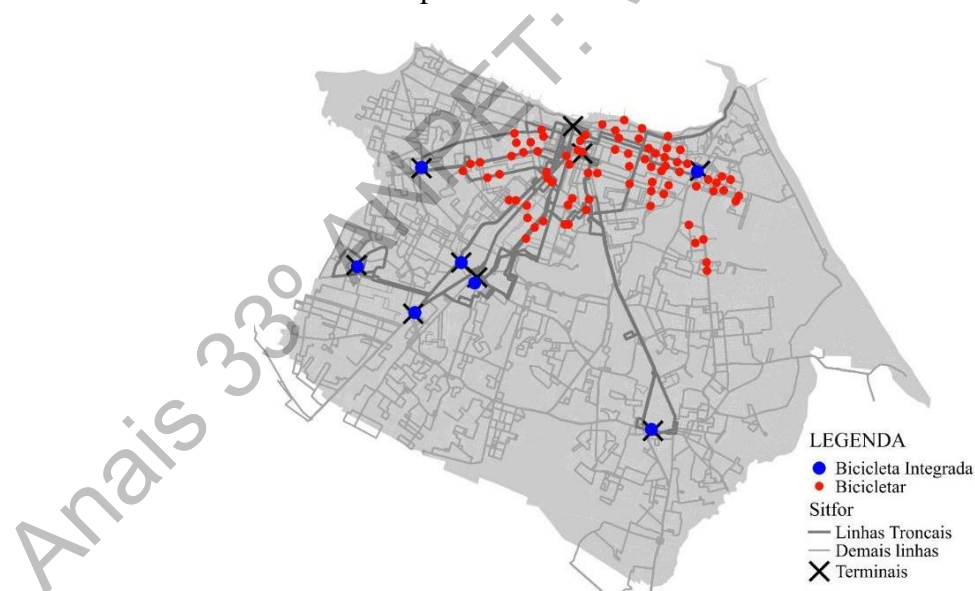 Anais 33º ANPET:
LEGENDA
Bicicleta Integrada
Bicicletar
Sitfor
Linhas Troncais
Demais linhas
Terminais